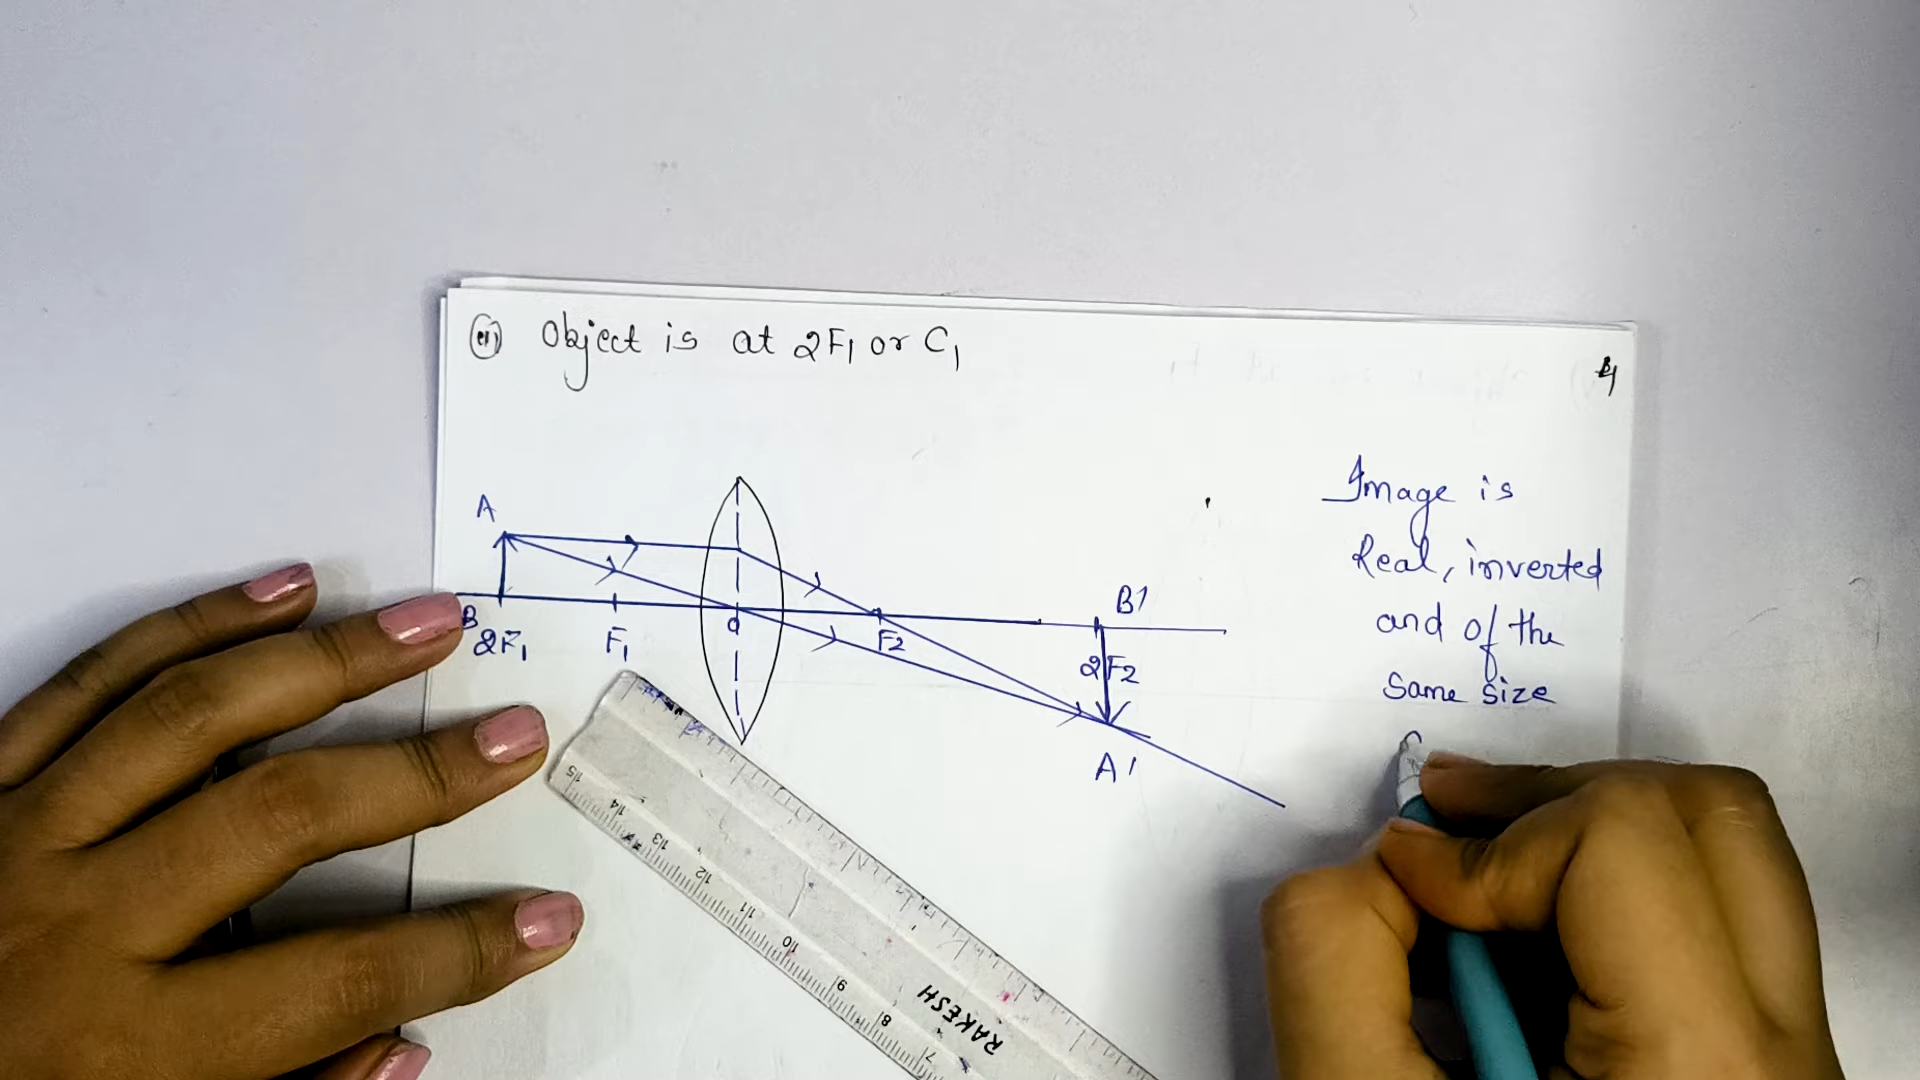 (iii) Object is at 2F1 or C1
A
B
2F1
F1
O
F2
B'
2F2
A'
Image is
Real, inverted
and of the
Same size
15 14 13 12 11 10 9 8 7
RAKESH